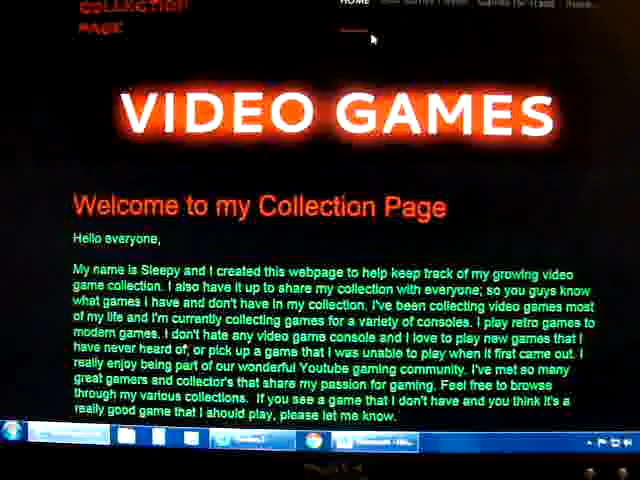 COLLECTION
PAGE
HOME
VIDEO GAMES
Welcome to my Collection Page
Hello everyone,
My name is Sleepy and I created this webpage to help keep track of my growing video
game collection. I also have it up to share my collection with everyone; so you guys know
what games I have and don't have in my collection. I've been collecting video games most
of my life and I'm currently collecting games for a variety of consoles. I play retro games to
modern games. I don't hate any video game console and I love to play new games that I
have never heard of, or pick up a game that I was unable to play when it first came out. I
really enjoy being part of our wonderful Youtube gaming community. I've met so many
great gamers and collector's that share my passion for gaming. Feel free to browse
through my various collections. If you see a game that I don't have and you think it's a
really good game that I should play, please let me know.